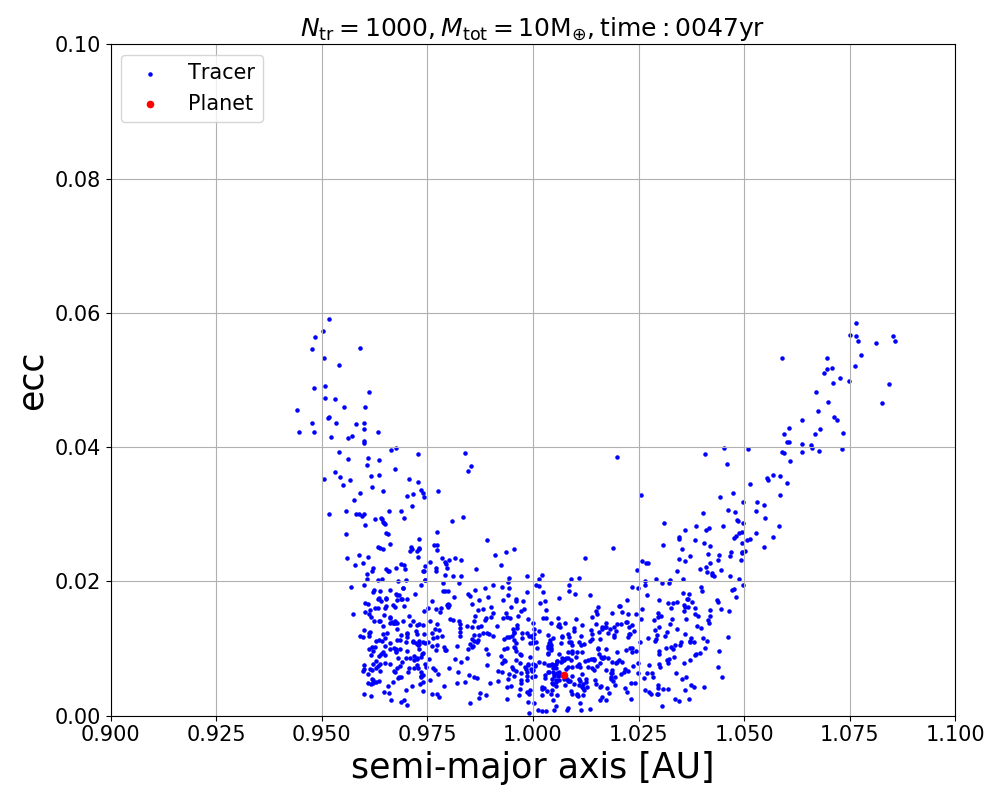 N_tr = 1000, M_tot = 10M_⊕, time : 0047yr
Tracer
Planet
0.10
0.08
0.06
0.04
0.02
0.00
ecc
0.900 0.925 0.950 0.975 1.000 1.025 1.050 1.075 1.100
semi-major axis [AU]